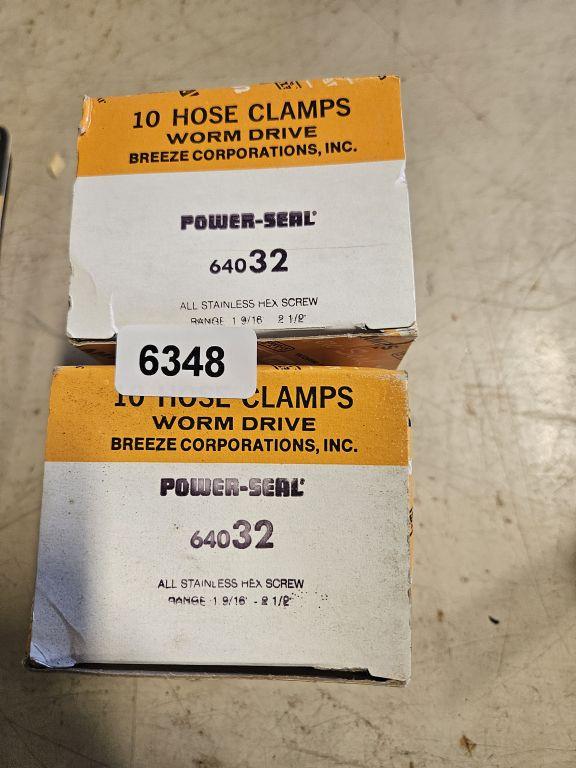 10 HOSE CLAMPS
WORM DRIVE
BREEZE CORPORATIONS, INC.
POWER-SEAL®
64032
ALL STAINLESS HEX SCREW
RANGE 1 9/16 2 1/2"
6348
10 HOSE CLAMPS
WORM DRIVE
BREEZE CORPORATIONS, INC.
POWER-SEAL®
64032
ALL STAINLESS HEX SCREW
RANGE 1 9/16" - 2 1/2"